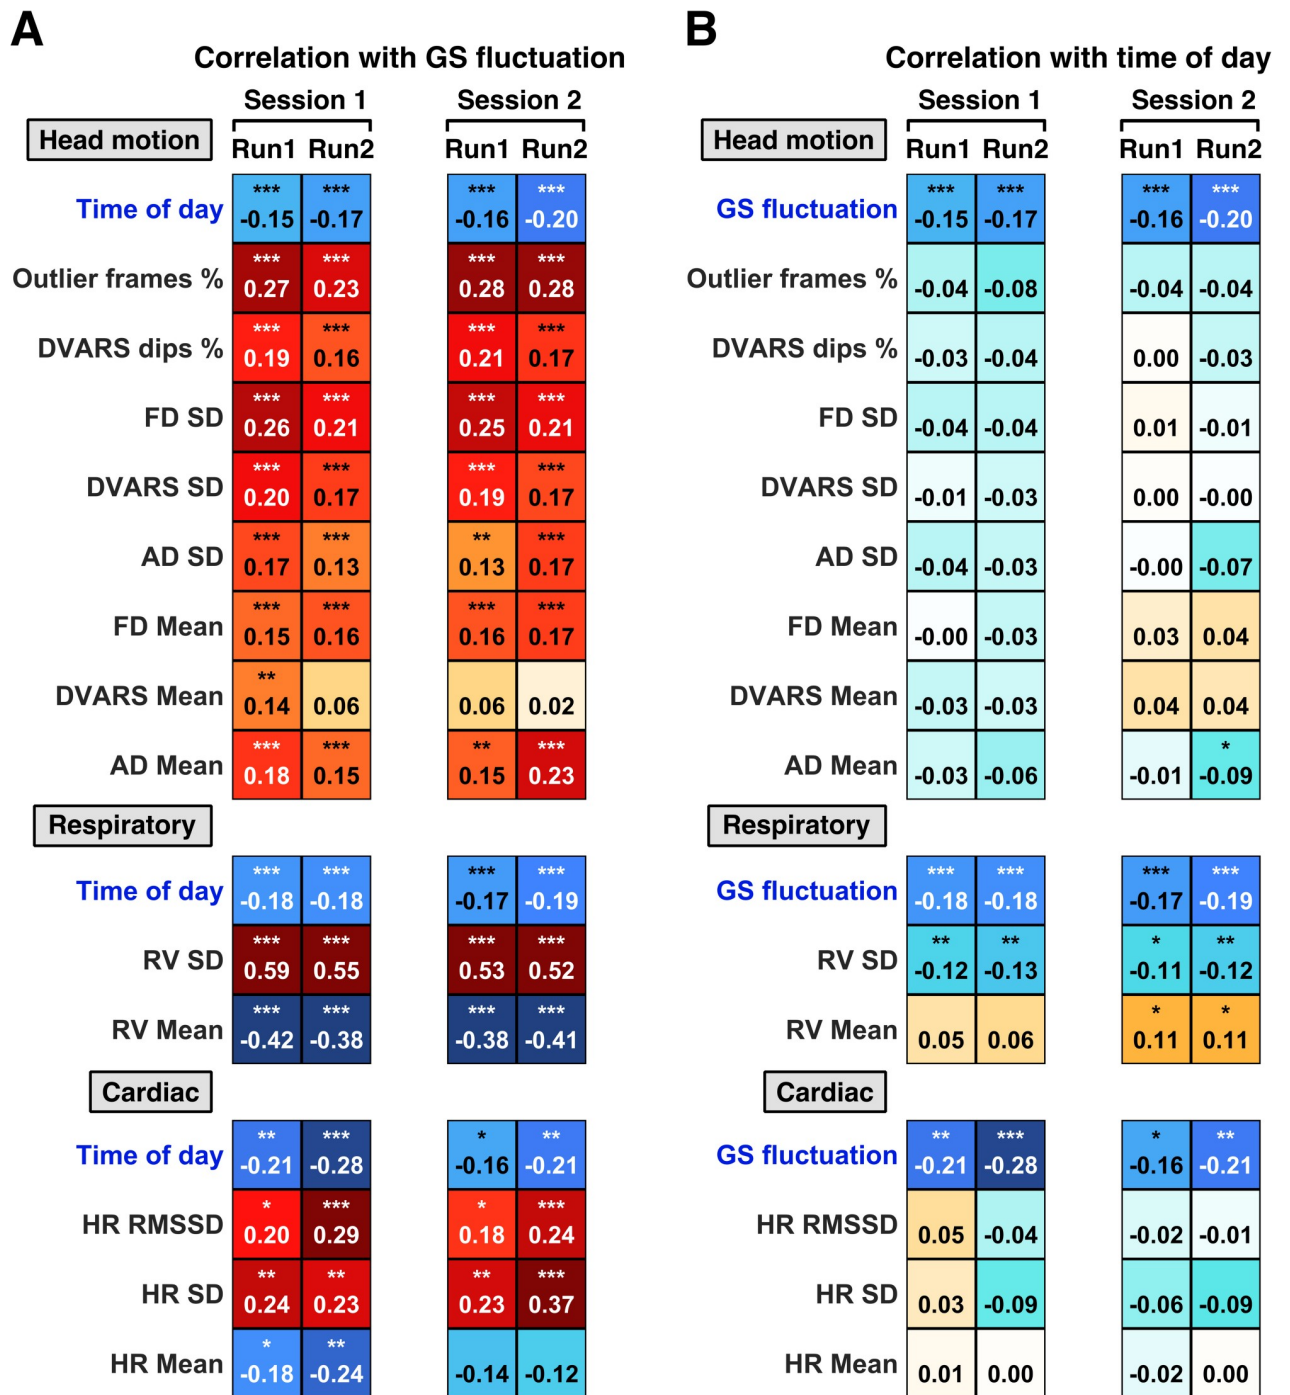 A
Correlation with GS fluctuation
Session 1 Session 2
Head motion Run1 Run2 Run1 Run2
*** *** *** ***
Time of day -0.15 -0.17 -0.16 -0.20
*** *** *** ***
Outlier frames % 0.27 0.23 0.28 0.28
*** *** *** ***
DVARS dips % 0.19 0.16 0.21 0.17
*** *** *** ***
FD SD 0.26 0.21 0.25 0.21
*** *** *** ***
DVARS SD 0.20 0.17 0.19 0.17
*** *** ** ***
AD SD 0.17 0.13 0.13 0.17
*** *** *** ***
FD Mean 0.15 0.16 0.16 0.17
**
DVARS Mean 0.14 0.06 0.06 0.02
*** *** ** ***
AD Mean 0.18 0.15 0.15 0.23
Respiratory
*** *** *** ***
Time of day -0.18 -0.18 -0.17 -0.19
*** *** *** ***
RV SD 0.59 0.55 0.53 0.52
*** *** *** ***
RV Mean -0.42 -0.38 -0.38 -0.41
Cardiac
** *** * **
Time of day -0.21 -0.28 -0.16 -0.21
* *** * ***
HR RMSSD 0.20 0.29 0.18 0.24
** ** ** ***
HR SD 0.24 0.23 0.23 0.37
* **
HR Mean -0.18 -0.24 -0.14 -0.12
B
Correlation with time of day
Session 1 Session 2
Head motion Run1 Run2 Run1 Run2
*** *** *** ***
GS fluctuation -0.15 -0.17 -0.16 -0.20
Outlier frames % -0.04 -0.08 -0.04 -0.04
DVARS dips % -0.03 -0.04 0.00 -0.03
FD SD -0.04 -0.04 0.01 -0.01
DVARS SD -0.01 -0.03 0.00 -0.00
AD SD -0.04 -0.03 -0.00 -0.07
FD Mean -0.00 -0.03 0.03 0.04
DVARS Mean -0.03 -0.03 0.04 0.04
*
AD Mean -0.03 -0.06 -0.01 -0.09
Respiratory
*** *** *** ***
GS fluctuation -0.18 -0.18 -0.17 -0.19
** ** * **
RV SD -0.12 -0.13 -0.11 -0.12
* *
RV Mean 0.05 0.06 0.11 0.11
Cardiac
** *** * **
GS fluctuation -0.21 -0.28 -0.16 -0.21
HR RMSSD 0.05 -0.04 -0.02 -0.01
HR SD 0.03 -0.09 -0.06 -0.09
HR Mean 0.01 0.00 -0.02 0.00